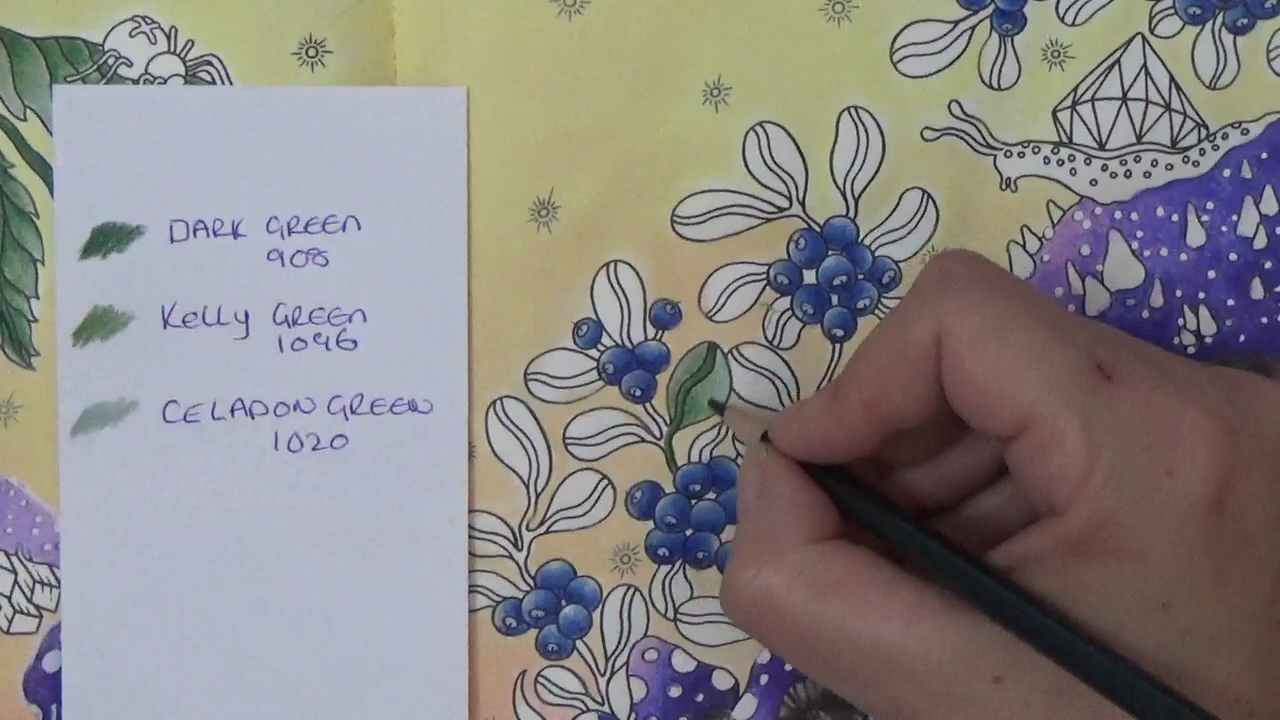 DARK GREEN
908
KeLLy GREEN
1096
CELADON GREEN
1020